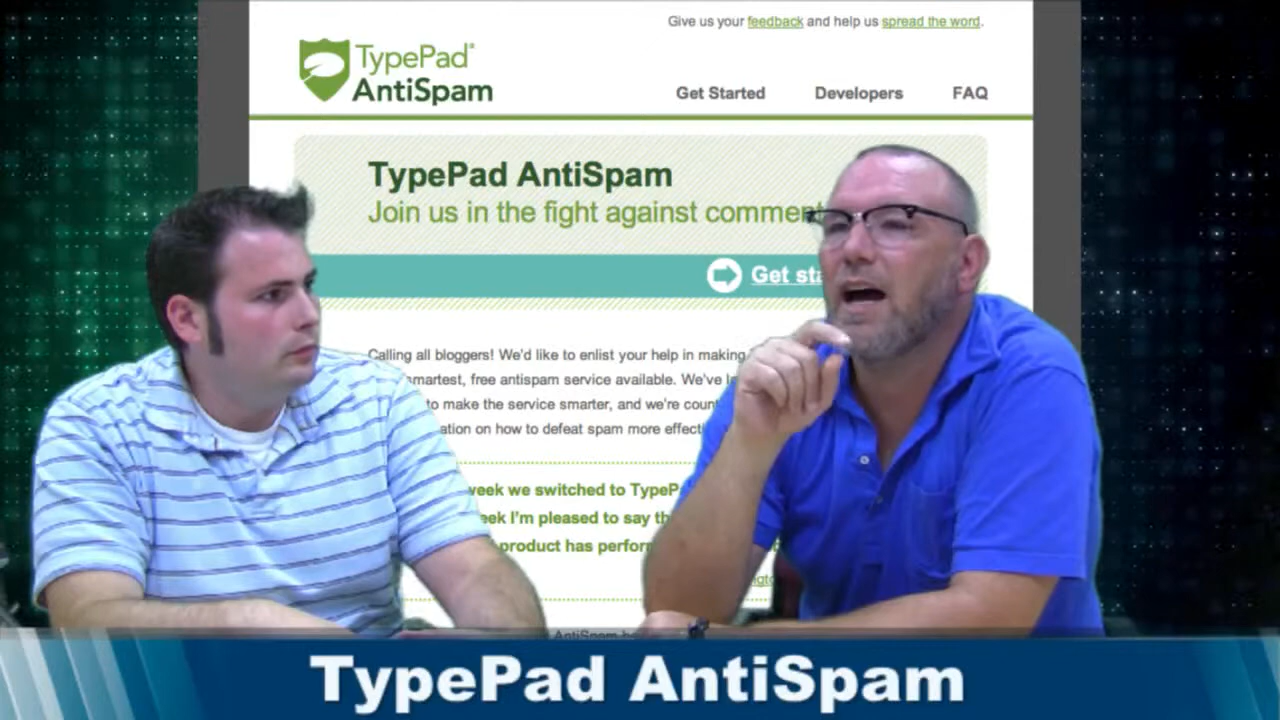 Give us your feedback and help us spread the word.
TypePad®
AntiSpam
Get Started Developers FAQ
TypePad AntiSpam
Join us in the fight against comment
Get sta
Calling all bloggers! We'd like to enlist your help in making
smartest, free antispam service available. We've
to make the service smarter, and we're count
ation on how to defeat spam more effecti
week we switched to TypeP
eek I'm pleased to say th
product has perfor
TypePad AntiSpam